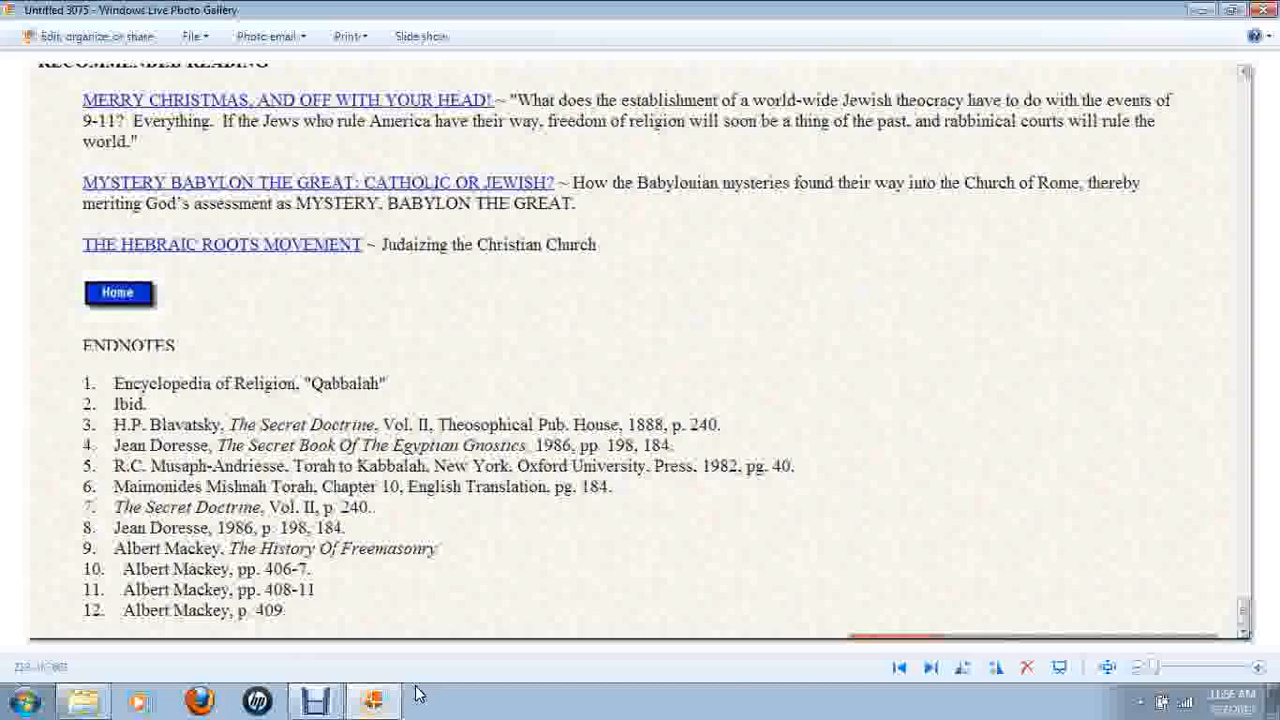 Untitled 3075 - Windows Live Photo Gallery
Edit, organize or share
File
Photo email
Print
Slide show
RECOMMENDED READING
MERRY CHRISTMAS, AND OFF WITH YOUR HEAD! ~ "What does the establishment of a world-wide Jewish theocracy have to do with the events of
9-11? Everything. If the Jews who rule America have their way, freedom of religion will soon be a thing of the past, and rabbinical courts will rule the
world."
MYSTERY BABYLON THE GREAT: CATHOLIC OR JEWISH? ~ How the Babylonian mysteries found their way into the Church of Rome, thereby
meriting God's assessment as MYSTERY, BABYLON THE GREAT.
THE HEBRAIC ROOTS MOVEMENT ~ Judaizing the Christian Church
Home
ENDNOTES
1. Encyclopedia of Religion, "Qabbalah"
2. Ibid.
3. H.P. Blavatsky, The Secret Doctrine, Vol. II, Theosophical Pub. House, 1888, p. 240.
4. Jean Doresse, The Secret Book Of The Egyptian Gnostics 1986, pp. 198, 184.
5. R.C. Musaph-Andriesse, Torah to Kabbalah, New York, Oxford University, Press, 1982, pg. 40.
6. Maimonides Mishnah Torah, Chapter 10, English Translation, pg. 184.
7. The Secret Doctrine, Vol. II, p. 240..
8. Jean Doresse, 1986, p. 198, 184.
9. Albert Mackey, The History Of Freemasonry
10. Albert Mackey, pp. 406-7.
11. Albert Mackey, pp. 408-11
12. Albert Mackey, p. 409
hp
AM